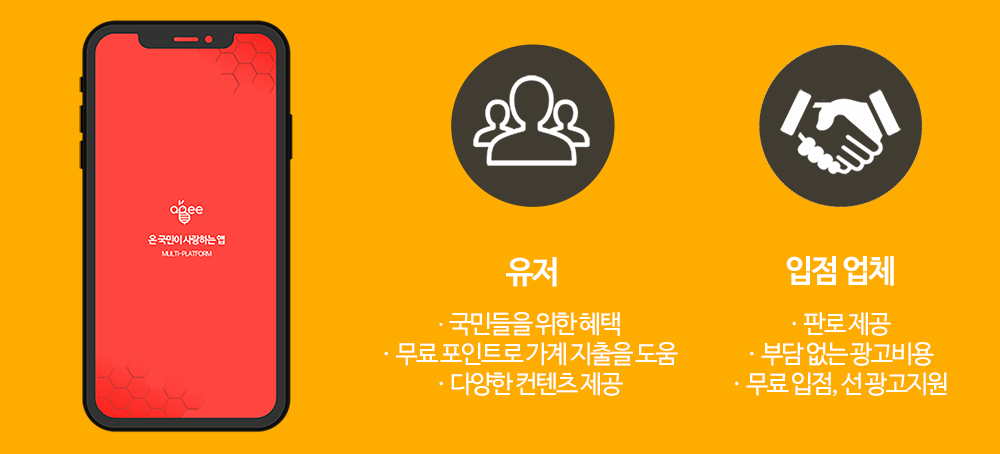 apee
온 국민이 사랑하는 앱
MULTI-PLATFORM
유저
· 국민들을 위한 혜택
· 무료 포인트로 가계 지출을 도움
· 다양한 컨텐츠 제공
입점 업체
· 판로 제공
· 부담 없는 광고비용
· 무료 입점, 선 광고지원